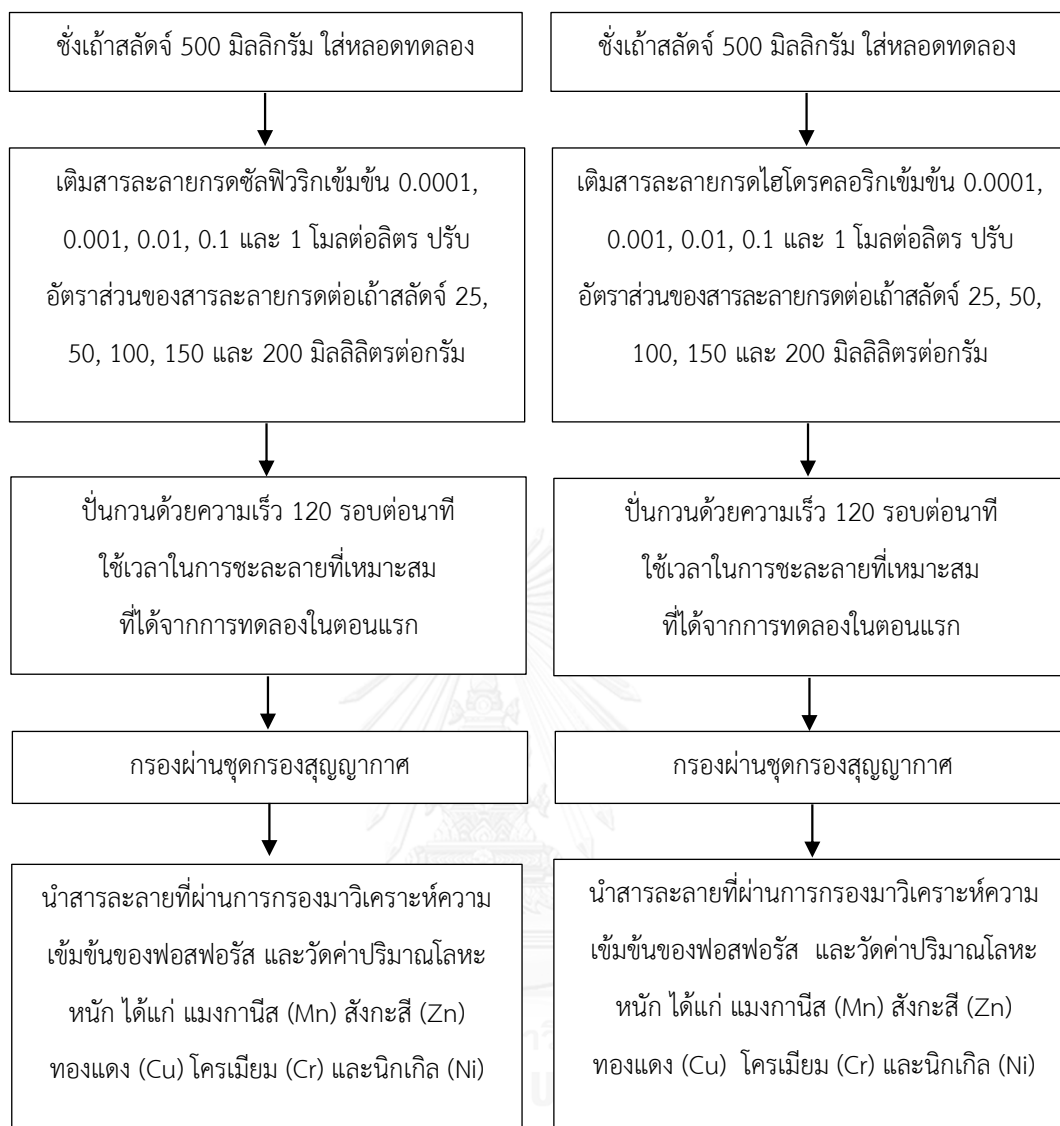 ชั่งเถ้าสลัดจ์ 500 มิลลิกรัม ใส่หลอดทดลอง
เติมสารละลายกรดซัลฟิวริกเข้มข้น 0.0001,
0.001, 0.01, 0.1 และ 1 โมลต่อลิตร ปรับ
อัตราส่วนของสารละลายกรดต่อเถ้าสลัดจ์ 25,
50, 100, 150 และ 200 มิลลิลิตรต่อกรัม
ปั่นกวนด้วยความเร็ว 120 รอบต่อนาที
ใช้เวลาในการชะละลายที่เหมาะสม
ที่ได้จากการทดลองในตอนแรก
กรองผ่านชุดกรองสุญญากาศ
นำสารละลายที่ผ่านการกรองมาวิเคราะห์ความ
เข้มข้นของฟอสฟอรัส และวัดค่าปริมาณโลหะ
หนัก ได้แก่ แมงกานีส (Mn) สังกะสี (Zn)
ทองแดง (Cu) โครเมียม (Cr) และนิกเกิล (Ni)
ชั่งเถ้าสลัดจ์ 500 มิลลิกรัม ใส่หลอดทดลอง
เติมสารละลายกรดไฮโดรคลอริกเข้มข้น 0.0001,
0.001, 0.01, 0.1 และ 1 โมลต่อลิตร ปรับ
อัตราส่วนของสารละลายกรดต่อเถ้าสลัดจ์ 25, 50,
100, 150 และ 200 มิลลิลิตรต่อกรัม
ปั่นกวนด้วยความเร็ว 120 รอบต่อนาที
ใช้เวลาในการชะละลายที่เหมาะสม
ที่ได้จากการทดลองในตอนแรก
กรองผ่านชุดกรองสุญญากาศ
นำสารละลายที่ผ่านการกรองมาวิเคราะห์ความ
เข้มข้นของฟอสฟอรัส และวัดค่าปริมาณโลหะ
หนัก ได้แก่ แมงกานีส (Mn) สังกะสี (Zn)
ทองแดง (Cu) โครเมียม (Cr) และนิกเกิล (Ni)